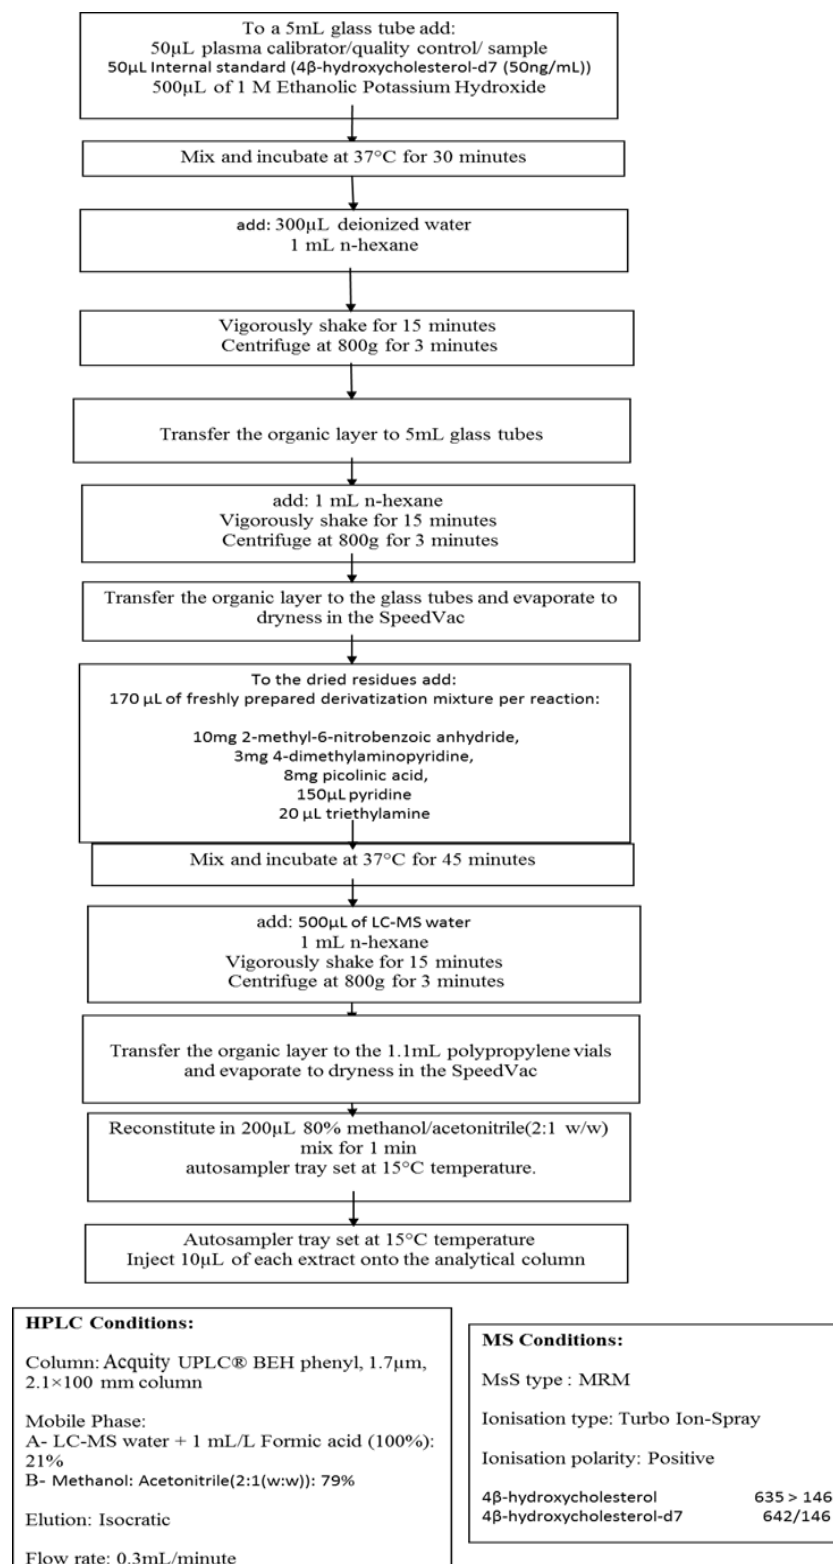 To a 5mL glass tube add:
50µL plasma calibrator/quality control/ sample
50µL Internal standard (4β-hydroxycholesterol-d7 (50ng/mL))
500µL of 1 M Ethanolic Potassium Hydroxide
Mix and incubate at 37°C for 30 minutes
add: 300µL deionized water
1 mL n-hexane
Vigorously shake for 15 minutes
Centrifuge at 800g for 3 minutes
Transfer the organic layer to 5mL glass tubes
add: 1 mL n-hexane
Vigorously shake for 15 minutes
Centrifuge at 800g for 3 minutes
Transfer the organic layer to the glass tubes and evaporate to
dryness in the SpeedVac
To the dried residues add:
170 µL of freshly prepared derivatization mixture per reaction:
10mg 2-methyl-6-nitrobenzoic anhydride,
3mg 4-dimethylaminopyridine,
8mg picolinic acid,
150µL pyridine
20 µL triethylamine
Mix and incubate at 37°C for 45 minutes
add: 500µL of LC-MS water
1 mL n-hexane
Vigorously shake for 15 minutes
Centrifuge at 800g for 3 minutes
Transfer the organic layer to the 1.1mL polypropylene vials
and evaporate to dryness in the SpeedVac
Reconstitute in 200µL 80% methanol/acetonitrile(2:1 w/w)
mix for 1 min
autosampler tray set at 15°C temperature.
Autosampler tray set at 15°C temperature
Inject 10µL of each extract onto the analytical column
HPLC Conditions:
Column: Acquity UPLC® BEH phenyl, 1.7µm,
2.1×100 mm column
Mobile Phase:
A- LC-MS water + 1 mL/L Formic acid (100%):
21%
B- Methanol: Acetonitrile(2:1(w:w)): 79%
Elution: Isocratic
Flow rate: 0.3mL/minute
MS Conditions:
MsS type : MRM
Ionisation type: Turbo Ion-Spray
Ionisation polarity: Positive
4β-hydroxycholesterol 635 > 146
4β-hydroxycholesterol-d7 642/146